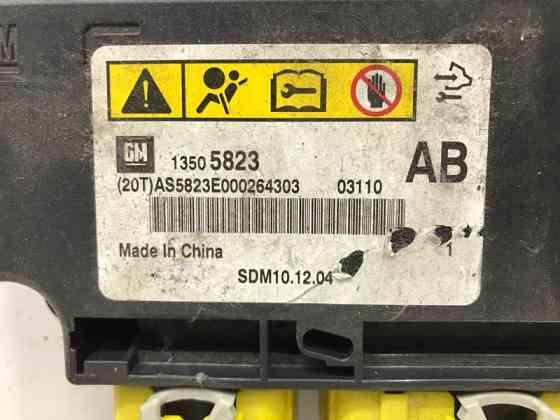 GM 1350 5823 AB
(20T)AS5823E000264303 03110
Made In China 1
SDM10.12.04